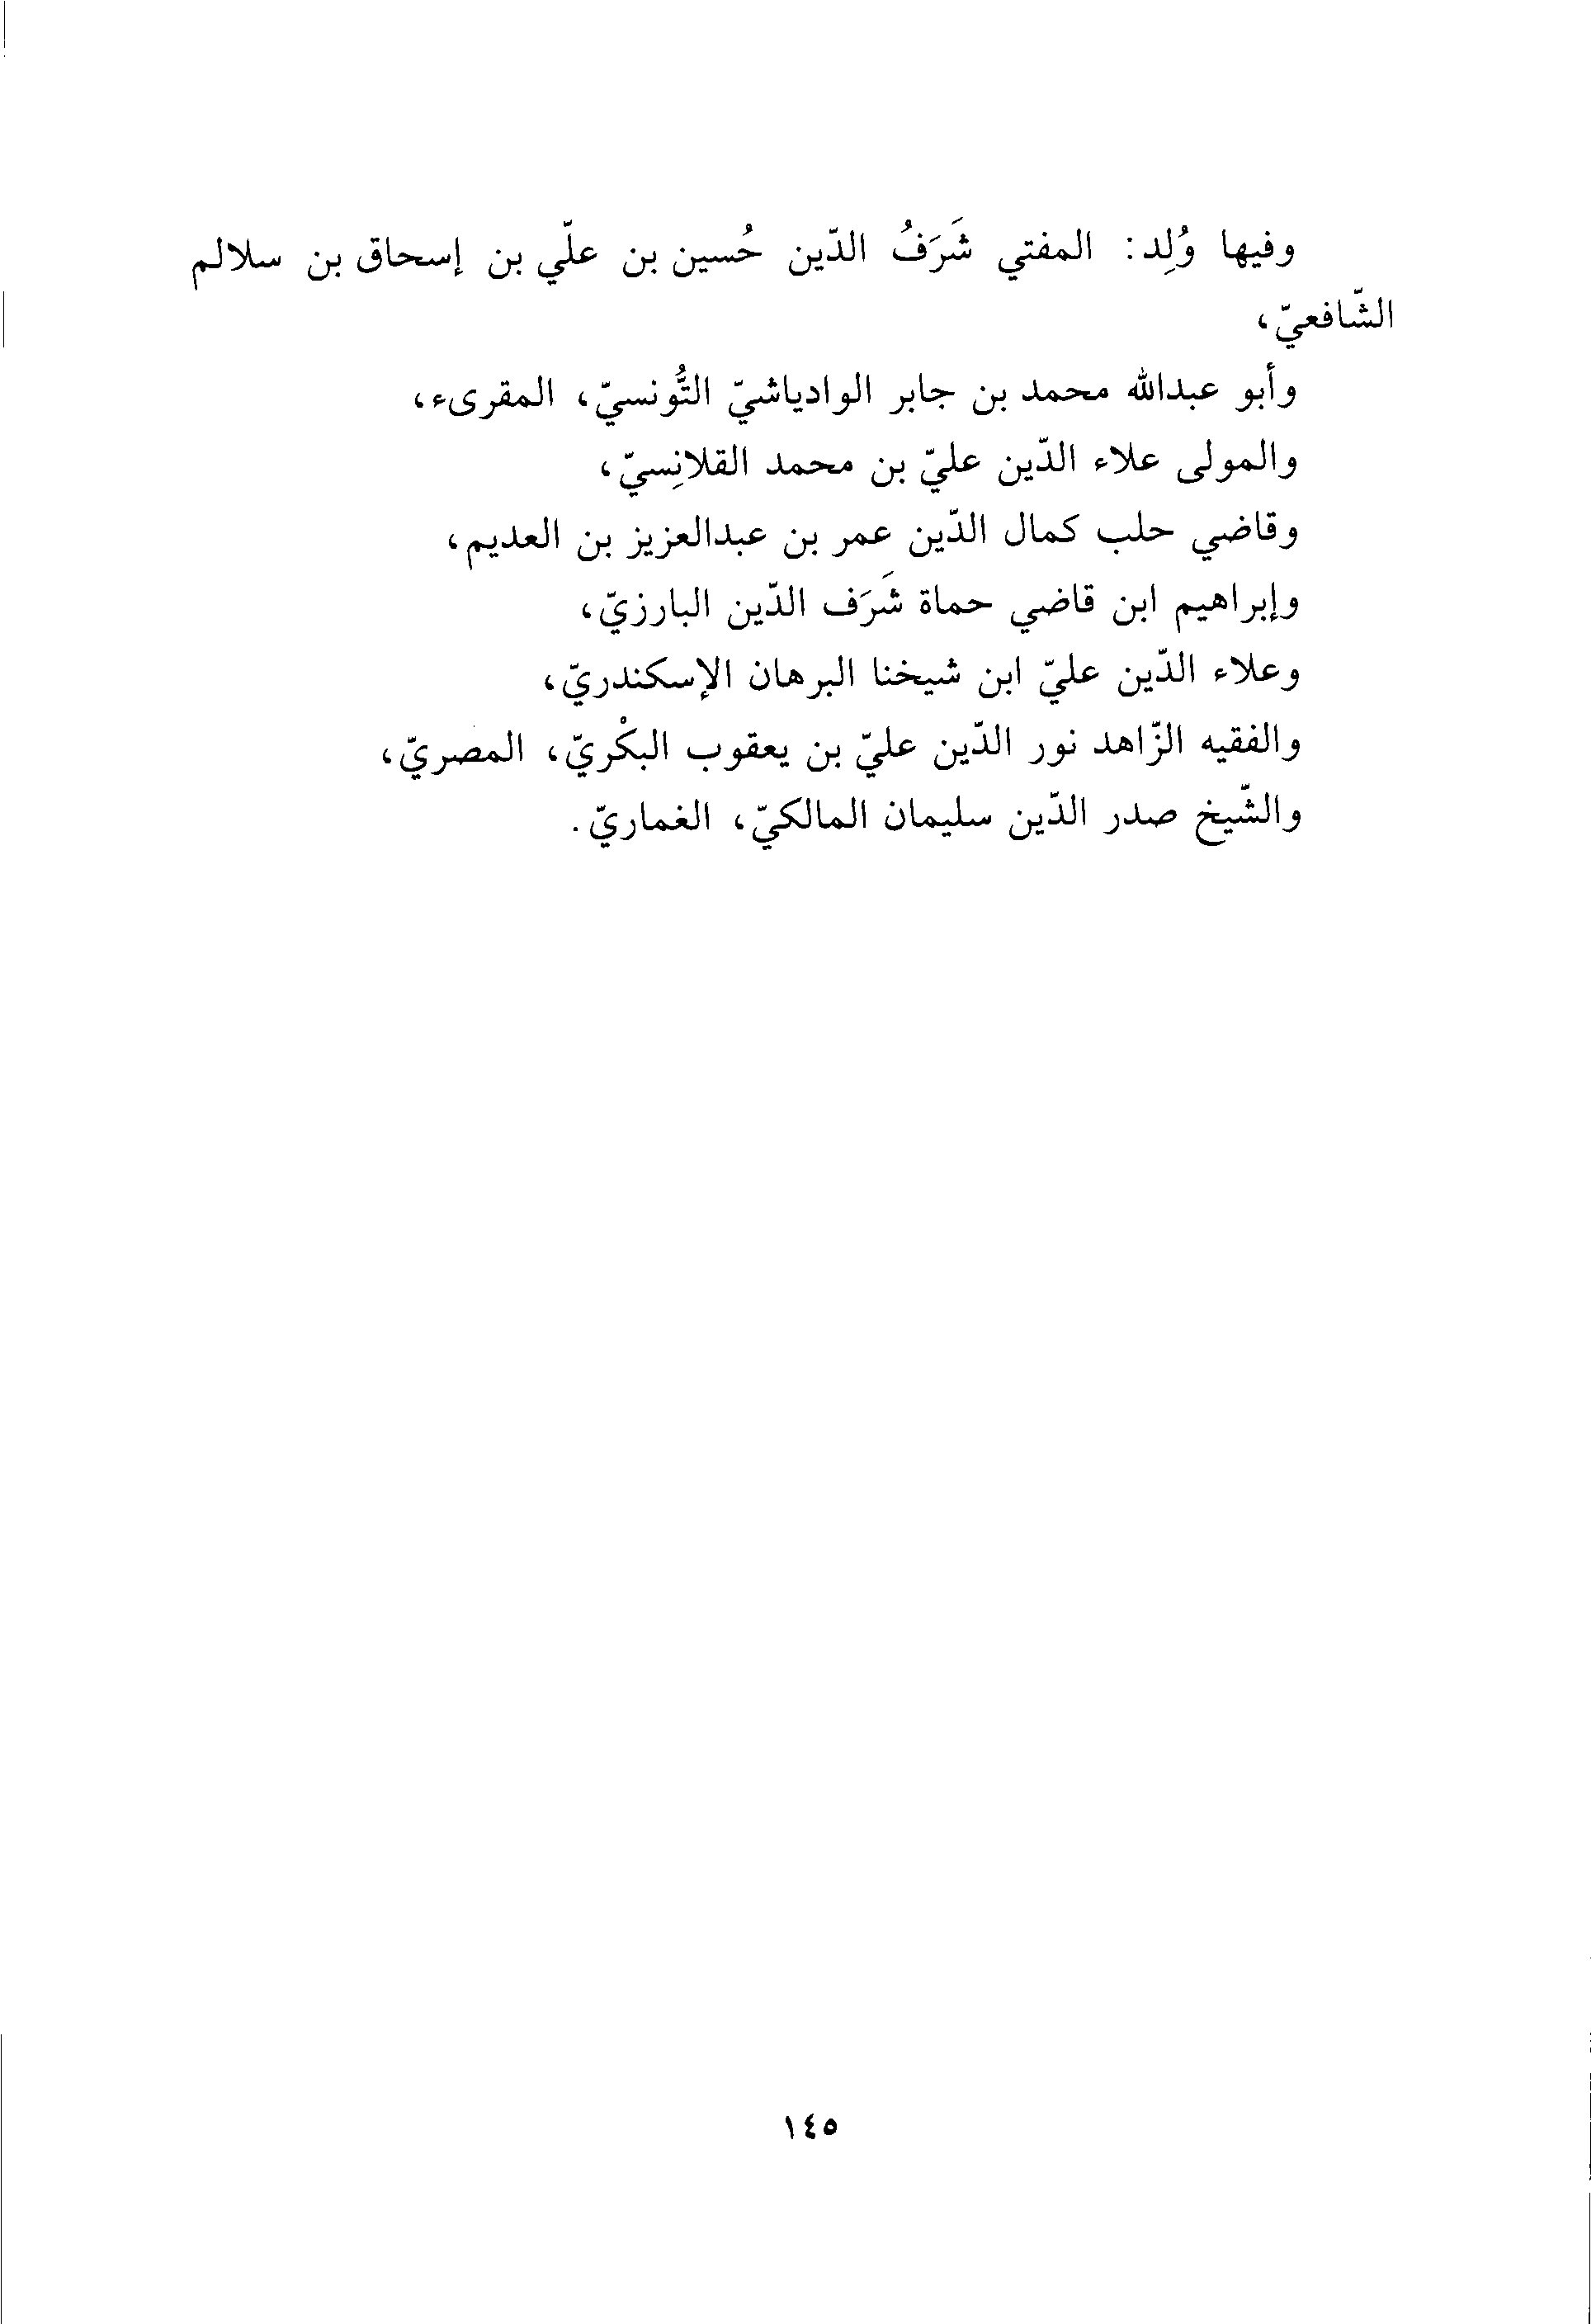 وفيها وُلِد: المفتي شَرَفُ الدّين حُسين بن علّي بن إسحاق بن سلالم
الشّافعيّ،
وأبو عبدالله محمد بن جابر الوادياشيّ التُّونسيّ، المقرىء،
والمولى علاء الدّين عليّ بن محمد القلانِسيّ،
وقاضي حلب كمال الدّين عمر بن عبدالعزيز بن العديم،
وإبراهيم ابن قاضي حماة شَرَف الدّين البارزيّ،
وعلاء الدّين عليّ ابن شيخنا البرهان الإسكندريّ،
والفقيه الزّاهد نور الدّين عليّ بن يعقوب البكْريّ، المصريّ،
والشّيخ صدر الدّين سليمان المالكيّ، الغماريّ.
١٤٥